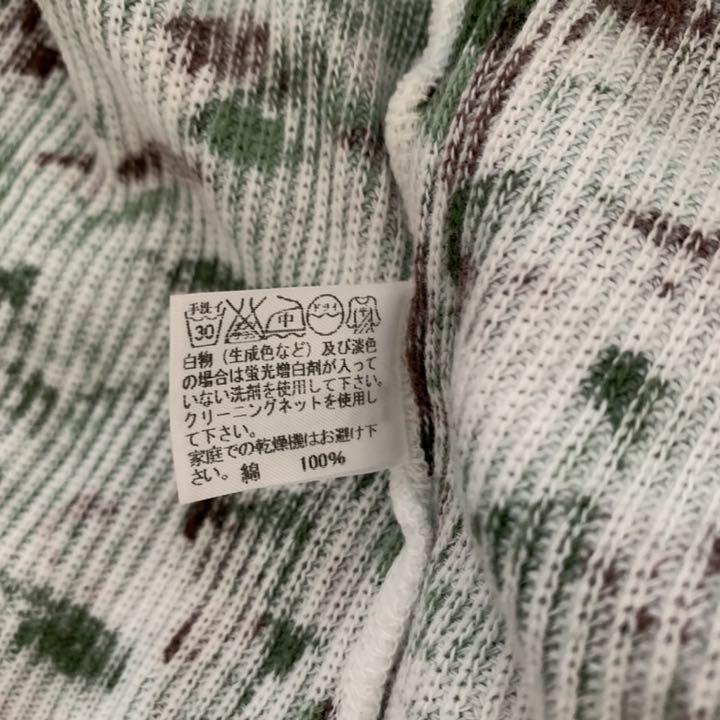 手洗イ
30
中
ドライ
白物（生成色など）及び淡色
の場合は蛍光増白剤が入って
いない洗剤を使用して下さい。
クリーニングネットを使用し
て下さい。
家庭での乾燥機はお避け下
さい。綿 100%